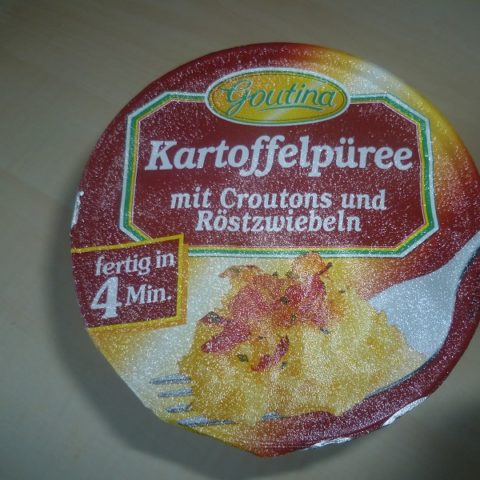 Goutina
Kartoffelpüree
mit Croutons und
Röstzwiebeln
fertig in
4 Min.